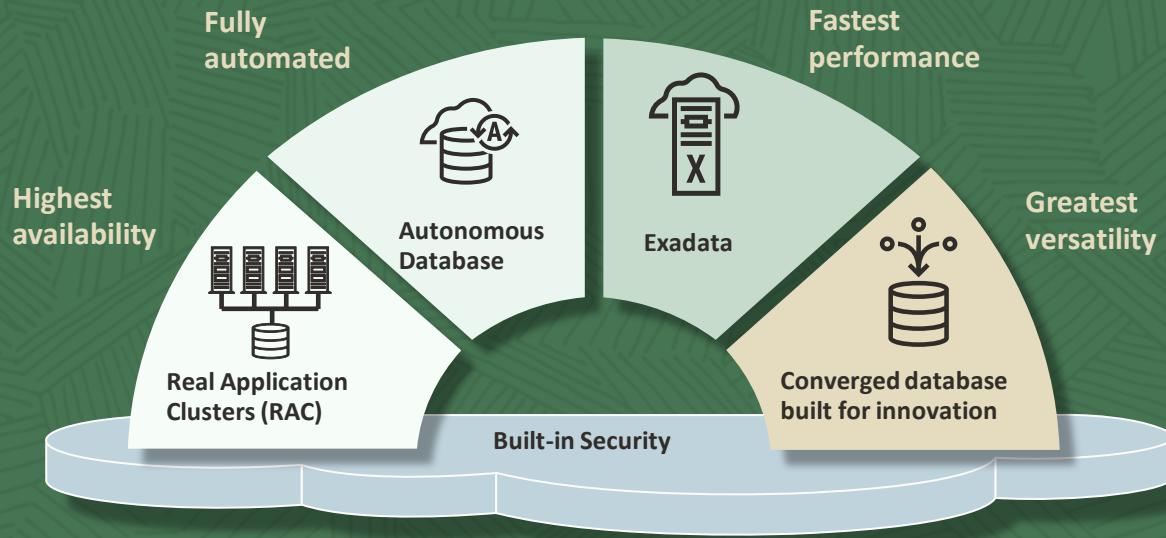 Fully
automated
Fastest
performance
Highest
availability
Greatest
versatility
A
Autonomous
Database
X
Exadata
Real Application
Clusters (RAC)
Converged database
built for innovation
Built-in Security